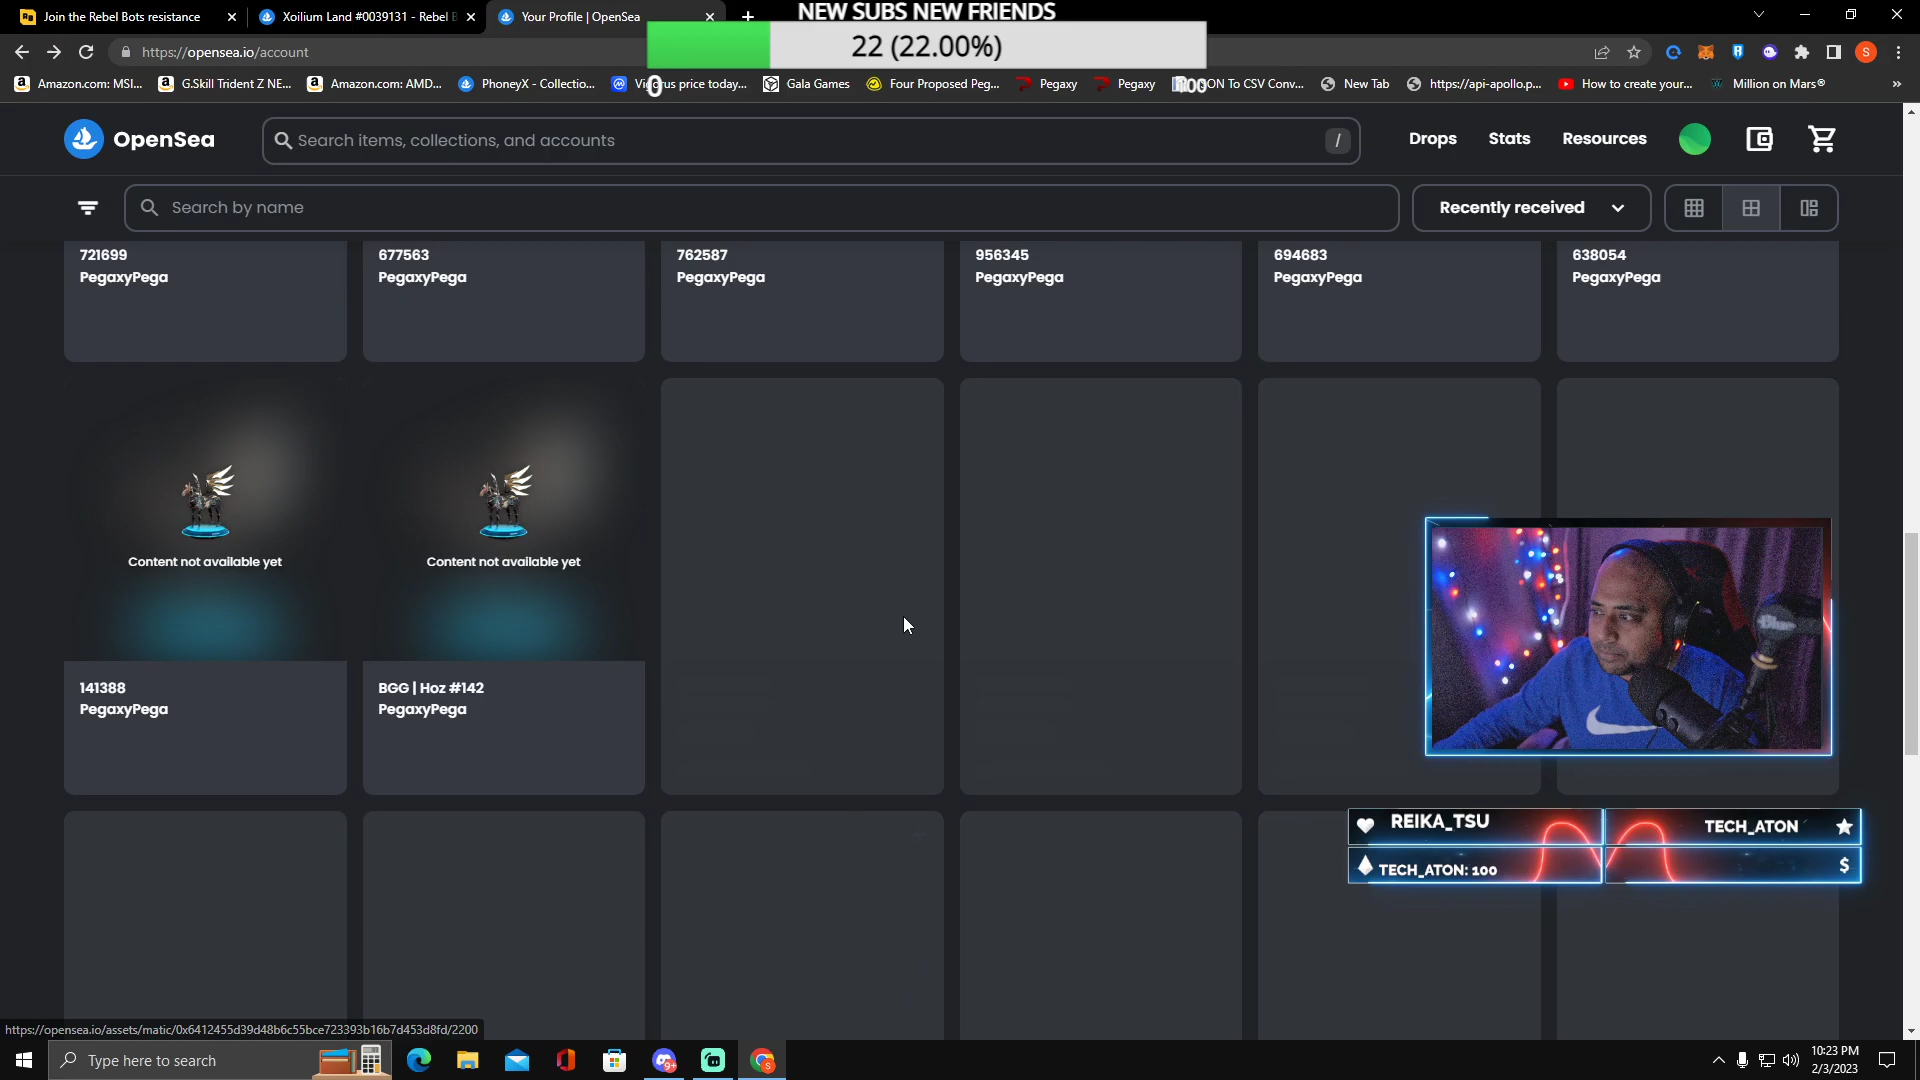 Join the Rebel Bots resistance
Xoilium Land #0039131 - Rebel B
Your Profile | OpenSea
NEW SUBS NEW FRIENDS
22 (22.00%)
0
100
https://opensea.io/account
Amazon.com: MSI...
G.Skill Trident Z NE...
Amazon.com: AMD...
PhoneyX - Collectio...
price today...
Gala Games
Four Proposed Peg...
Pegaxy
Pegaxy
ON To CSV Conv...
New Tab
https://api-apollo.p...
How to create your...
Million on Mars®
»
OpenSea
Search items, collections, and accounts
/
Drops
Stats
Resources
Search by name
Recently received
721699
PegaxyPega
677563
PegaxyPega
762587
PegaxyPega
956345
PegaxyPega
694683
PegaxyPega
638054
PegaxyPega
Content not available yet
141388
PegaxyPega
Content not available yet
BGG | Hoz #142
PegaxyPega
REIKA_TSU
TECH_ATON
TECH_ATON: 100
$
https://opensea.io/assets/matic/0x6412455d39d48b6c55bce723393b16b7d453d8fd/2200
Type here to search
9+
10:23 PM
2/3/2023